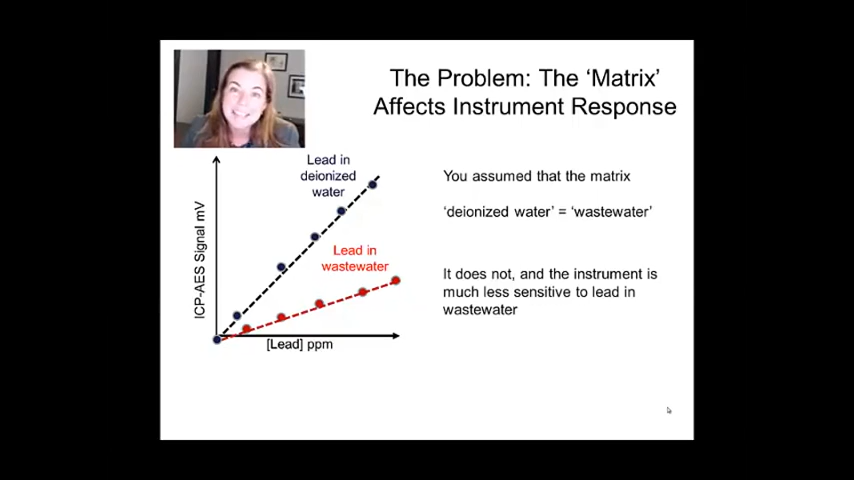 The Problem: The ‘Matrix’
Affects Instrument Response
Lead in
deionized
water
Lead in
wastewater
ICP-AES Signal mV
[Lead] ppm
You assumed that the matrix
‘deionized water’ = ‘wastewater’
It does not, and the instrument is
much less sensitive to lead in
wastewater